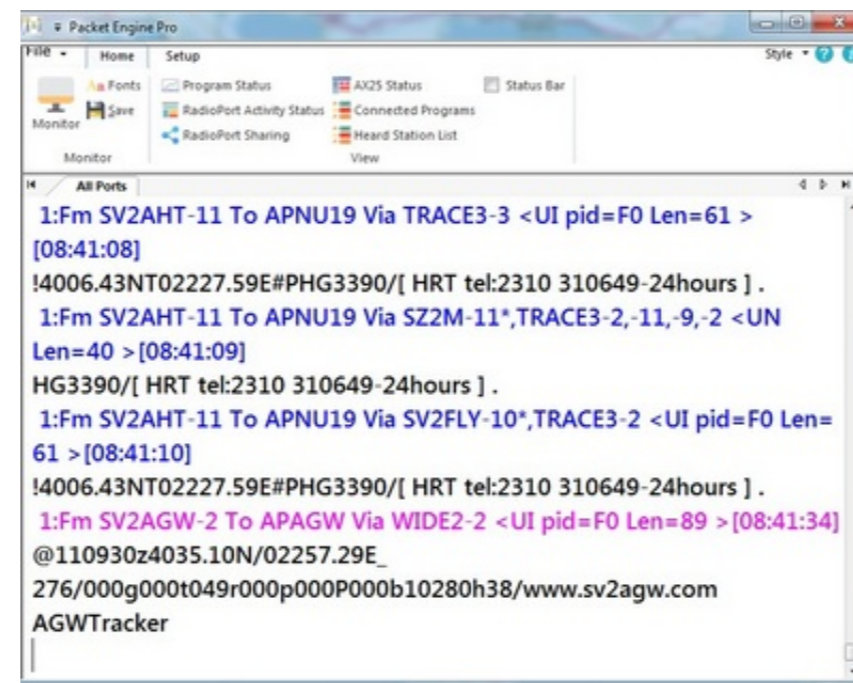 Packet Engine Pro
File Home Setup Style
Monitor
Fonts
Save
Monitor
Program Status AX25 Status Status Bar
RadioPort Activity Status Connected Programs
RadioPort Sharing Heard Station List
View
All Ports
1:Fm SV2AHT-11 To APNU19 Via TRACE3-3 <UI pid=F0 Len=61 >
[08:41:08]
!4006.43NT02227.59E#PHG3390/[ HRT tel:2310 310649-24hours ] .
1:Fm SV2AHT-11 To APNU19 Via SZ2M-11*,TRACE3-2,-11,-9,-2 <UN
Len=40 >[08:41:09]
HG3390/[ HRT tel:2310 310649-24hours ] .
1:Fm SV2AHT-11 To APNU19 Via SV2FLY-10*,TRACE3-2 <UI pid=F0 Len=
61 >[08:41:10]
!4006.43NT02227.59E#PHG3390/[ HRT tel:2310 310649-24hours ] .
1:Fm SV2AGW-2 To APAGW Via WIDE2-2 <UI pid=F0 Len=89 >[08:41:34]
@110930z4035.10N/02257.29E_
276/000g000t049r000p000P000b10280h38/www.sv2agw.com
AGWTracker